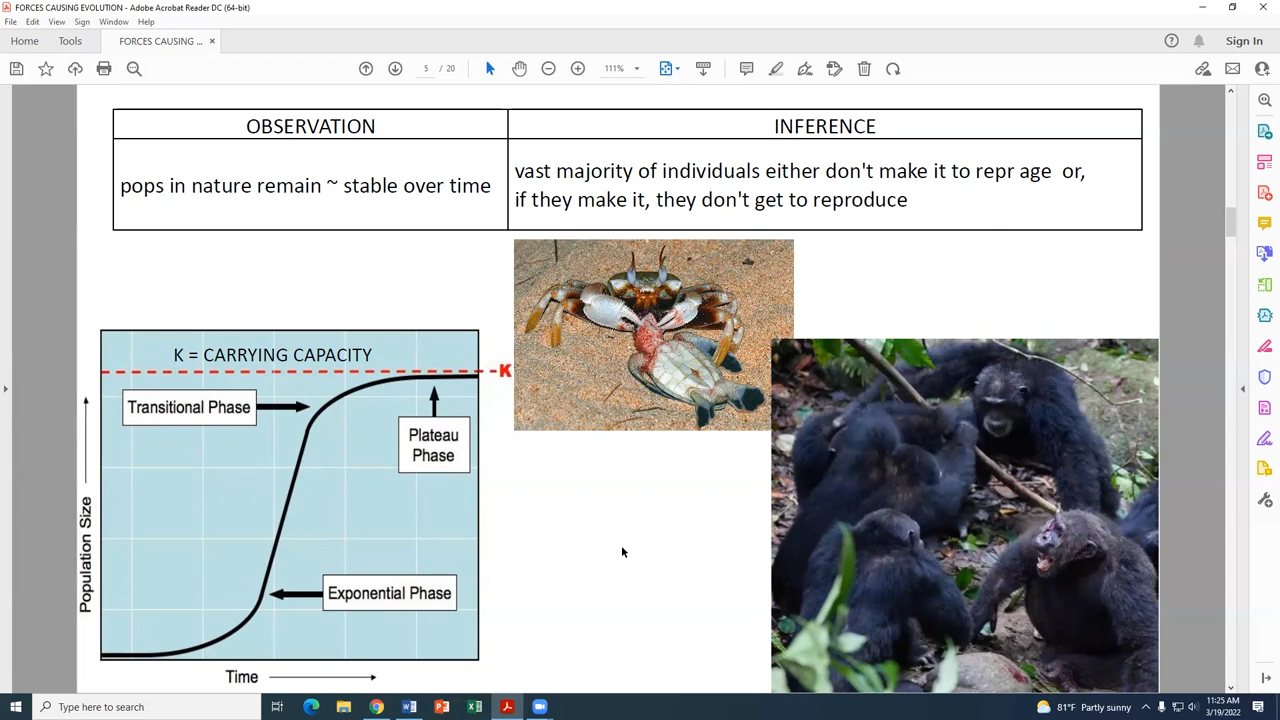 FORCES CAUSING EVOLUTION - Adobe Acrobat Reader DC (64-bit)
File Edit View Sign Window Help
Home Tools FORCES CAUSING ... × Sign In
5 / 20 111%
OBSERVATION INFERENCE
pops in nature remain ~ stable over time
vast majority of individuals either don't make it to repr age or,
if they make it, they don't get to reproduce
K = CARRYING CAPACITY
K
Transitional Phase
Plateau
Phase
Exponential Phase
Population Size
Time
Type here to search
81°F Partly sunny
11:25 AM
3/19/2022